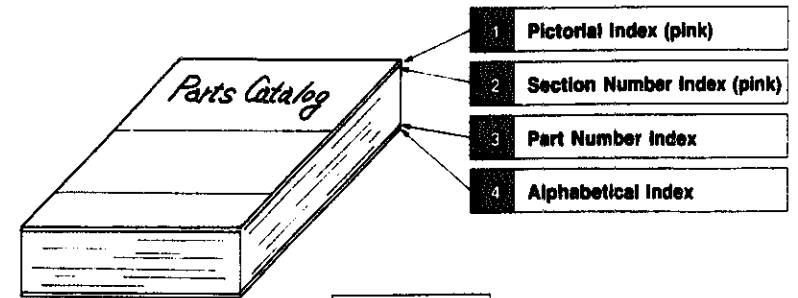 1 Pictorial Index (pink)
Parts Catalog
2 Section Number Index (pink)
3 Part Number Index
4 Alphabetical Index